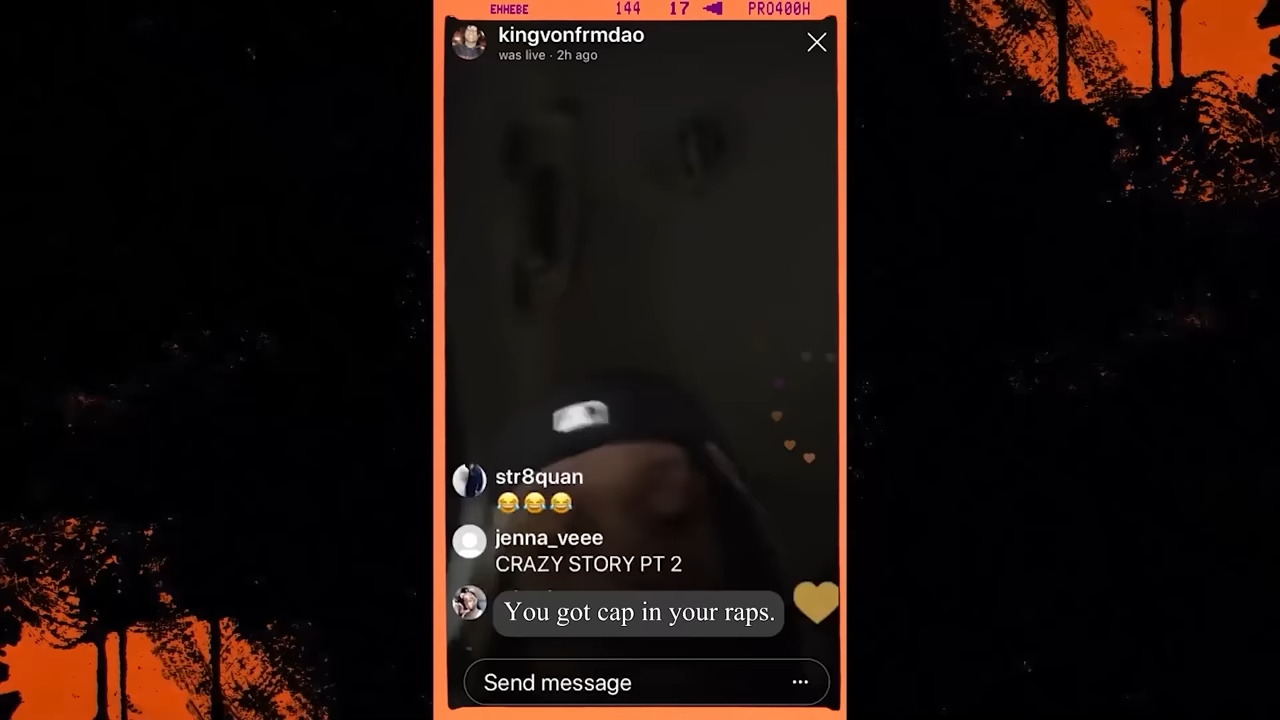 EHHEBE 144 17 PRO400H
kingvonfrmdao
was live · 2h ago
str8quan
😂😂😂
jenna_veee
CRAZY STORY PT 2
You got cap in your raps.
Send message